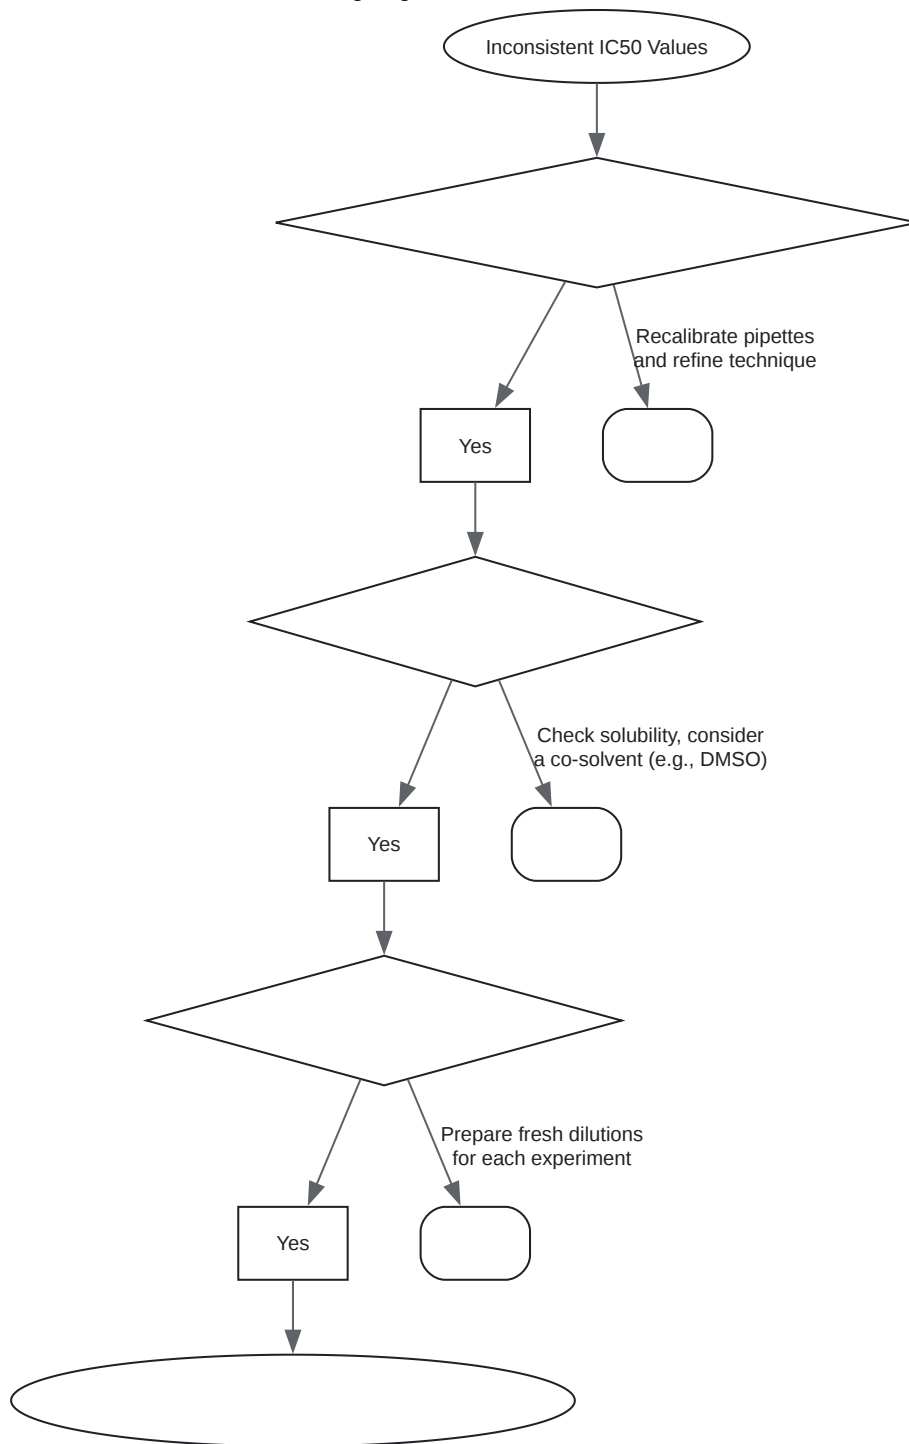 Inconsistent IC50 Values
Recalibrate pipettes
and refine technique
Yes
Check solubility, consider
a co-solvent (e.g., DMSO)
Yes
Prepare fresh dilutions
for each experiment
Yes